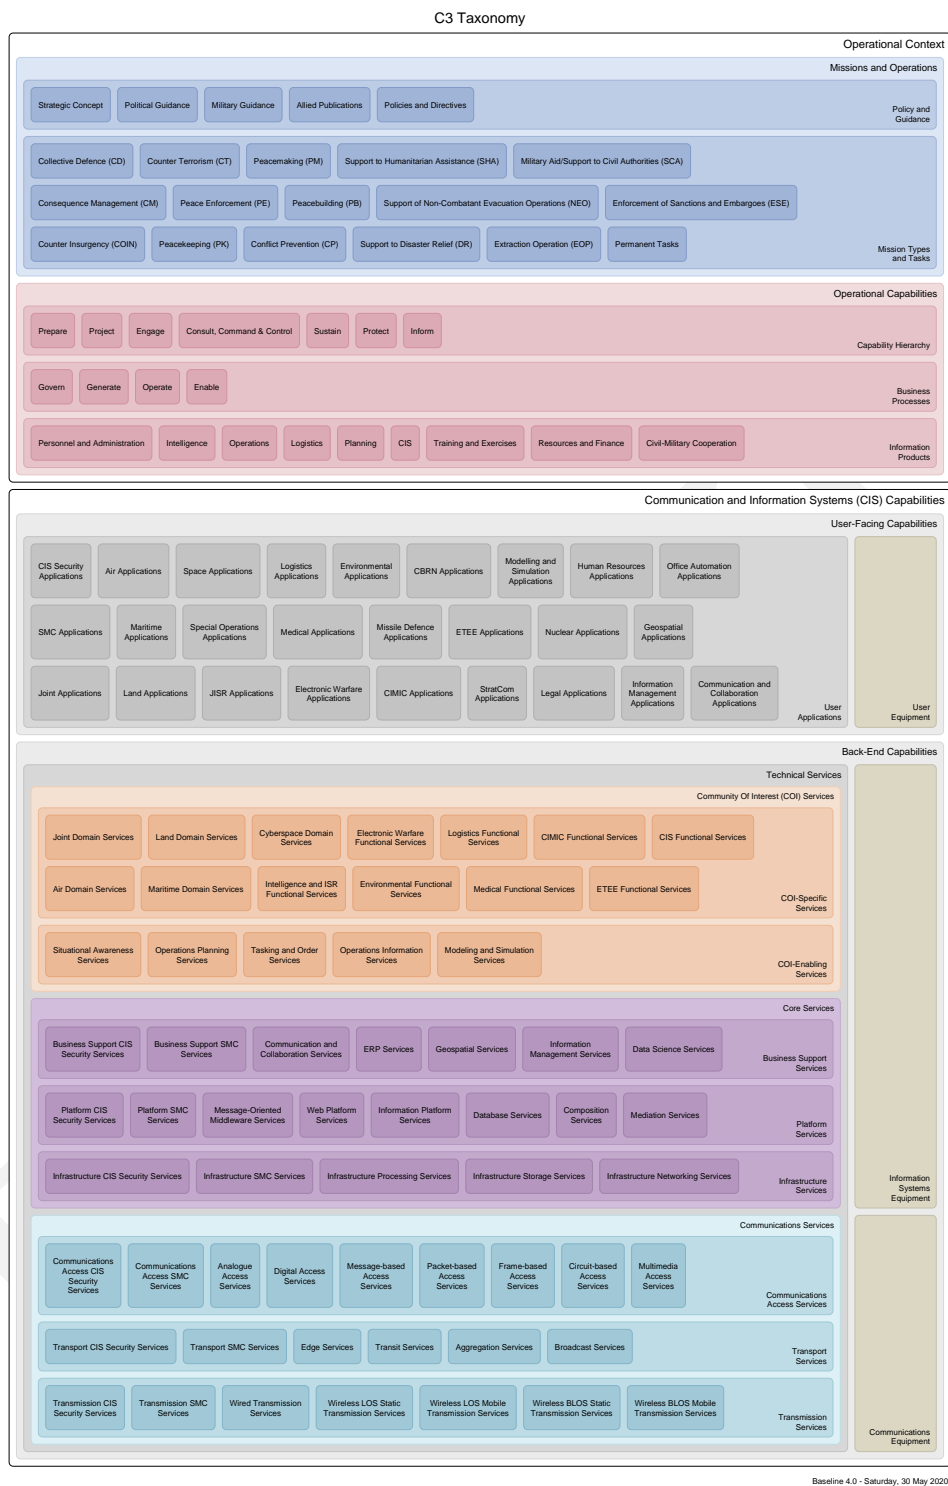 C3 Taxonomy
Operational Context
Missions and Operations
Strategic Concept
Political Guidance
Military Guidance
Allied Publications
Policies and Directives
Policy and
Guidance
Collective Defence (CD)
Counter Terrorism (CT)
Peacemaking (PM)
Support to Humanitarian Assistance (SHA)
Military Aid/Support to Civil Authorities (SCA)
Consequence Management (CM)
Peace Enforcement (PE)
Peacebuilding (PB)
Support of Non-Combatant Evacuation Operations (NEO)
Enforcement of Sanctions and Embargoes (ESE)
Counter Insurgency (COIN)
Peacekeeping (PK)
Conflict Prevention (CP)
Support to Disaster Relief (DR)
Extraction Operation (EOP)
Permanent Tasks
Mission Types
and Tasks
Operational Capabilities
Prepare
Project
Engage
Consult, Command & Control
Sustain
Protect
Inform
Capability Hierarchy
Govern
Generate
Operate
Enable
Business
Processes
Personnel and Administration
Intelligence
Operations
Logistics
Planning
CIS
Training and Exercises
Resources and Finance
Civil-Military Cooperation
Information
Products
Communication and Information Systems (CIS) Capabilities
User-Facing Capabilities
CIS Security
Applications
Air Applications
Space Applications
Logistics
Applications
Environmental
Applications
CBRN Applications
Modelling and
Simulation
Applications
Human Resources
Applications
Office Automation
Applications
SMC Applications
Maritime
Applications
Special Operations
Applications
Medical Applications
Missile Defence
Applications
ETEE Applications
Nuclear Applications
Geospatial
Applications
Joint Applications
Land Applications
JISR Applications
Electronic Warfare
Applications
CIMIC Applications
StratCom
Applications
Legal Applications
Information
Management
Applications
Communication and
Collaboration
Applications
User
Applications
User
Equipment
Back-End Capabilities
Technical Services
Community Of Interest (COI) Services
Joint Domain Services
Land Domain Services
Cyberspace Domain
Services
Electronic Warfare
Functional Services
Logistics Functional
Services
CIMIC Functional Services
CIS Functional Services
Air Domain Services
Maritime Domain Services
Intelligence and ISR
Functional Services
Environmental Functional
Services
Medical Functional Services
ETEE Functional Services
COI-Specific
Services
Situational Awareness
Services
Operations Planning
Services
Tasking and Order
Services
Operations Information
Services
Modeling and Simulation
Services
COI-Enabling
Services
Core Services
Business Support CIS
Security Services
Business Support SMC
Services
Communication and
Collaboration Services
ERP Services
Geospatial Services
Information
Management Services
Data Science Services
Business Support
Services
Platform CIS
Security Services
Platform SMC
Services
Message-Oriented
Middleware Services
Web Platform
Services
Information Platform
Services
Database Services
Composition
Services
Mediation Services
Platform
Services
Infrastructure CIS Security Services
Infrastructure SMC Services
Infrastructure Processing Services
Infrastructure Storage Services
Infrastructure Networking Services
Infrastructure
Services
Information
Systems
Equipment
Communications Services
Communications
Access CIS
Security
Services
Communications
Access SMC
Services
Analogue
Access
Services
Digital Access
Services
Message-based
Access
Services
Packet-based
Access
Services
Frame-based
Access
Services
Circuit-based
Access
Services
Multimedia
Access
Services
Communications
Access Services
Transport CIS Security Services
Transport SMC Services
Edge Services
Transit Services
Aggregation Services
Broadcast Services
Transport
Services
Transmission CIS
Security Services
Transmission SMC
Services
Wired Transmission
Services
Wireless LOS Static
Transmission Services
Wireless LOS Mobile
Transmission Services
Wireless BLOS Static
Transmission Services
Wireless BLOS Mobile
Transmission Services
Transmission
Services
Communications
Equipment
Baseline 4.0 - Saturday, 30 May 2020